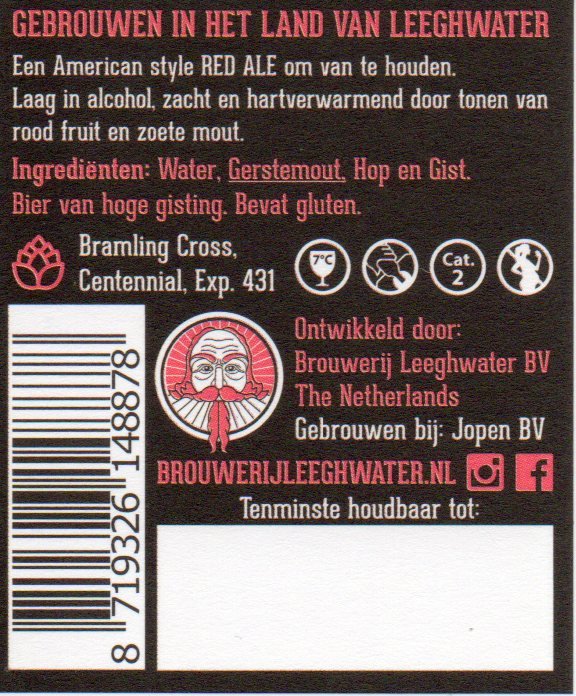 GEBROUWEN IN HET LAND VAN LEEGHWATER
Een American style RED ALE om van te houden.
Laag in alcohol, zacht en hartverwarmend door tonen van
rood fruit en zoete mout.
Ingrediënten: Water, Gerstemout, Hop en Gist.
Bier van hoge gisting. Bevat gluten.
Bramling Cross,
Centennial, Exp. 431
7°C
Cat.
2
Ontwikkeld door:
Brouwerij Leeghwater BV
The Netherlands
Gebrouwen bij: Jopen BV
BROUWERIJLEEGHWATER.NL
Tenminste houdbaar tot:
8 719326 148878